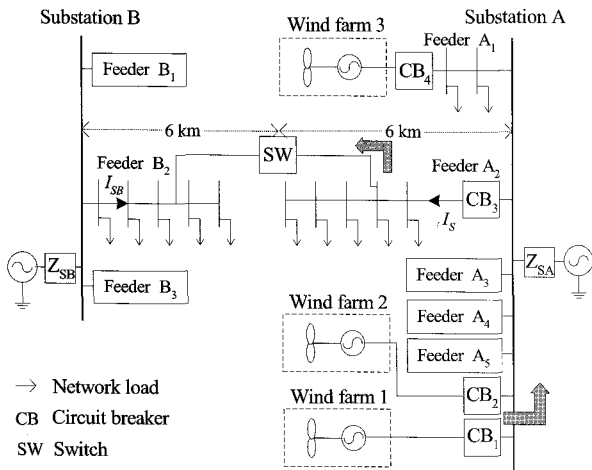 Substation B
Substation A
Wind farm 3
Feeder A1
Feeder B1
CB4
6 km
6 km
SW
Feeder B2
ISB
Feeder A2
CB3
IS
ZSB
ZSA
Feeder B3
Feeder A3
Wind farm 2
Feeder A4
Feeder A5
→ Network load
CB2
CB Circuit breaker
Wind farm 1
SW Switch
CB1